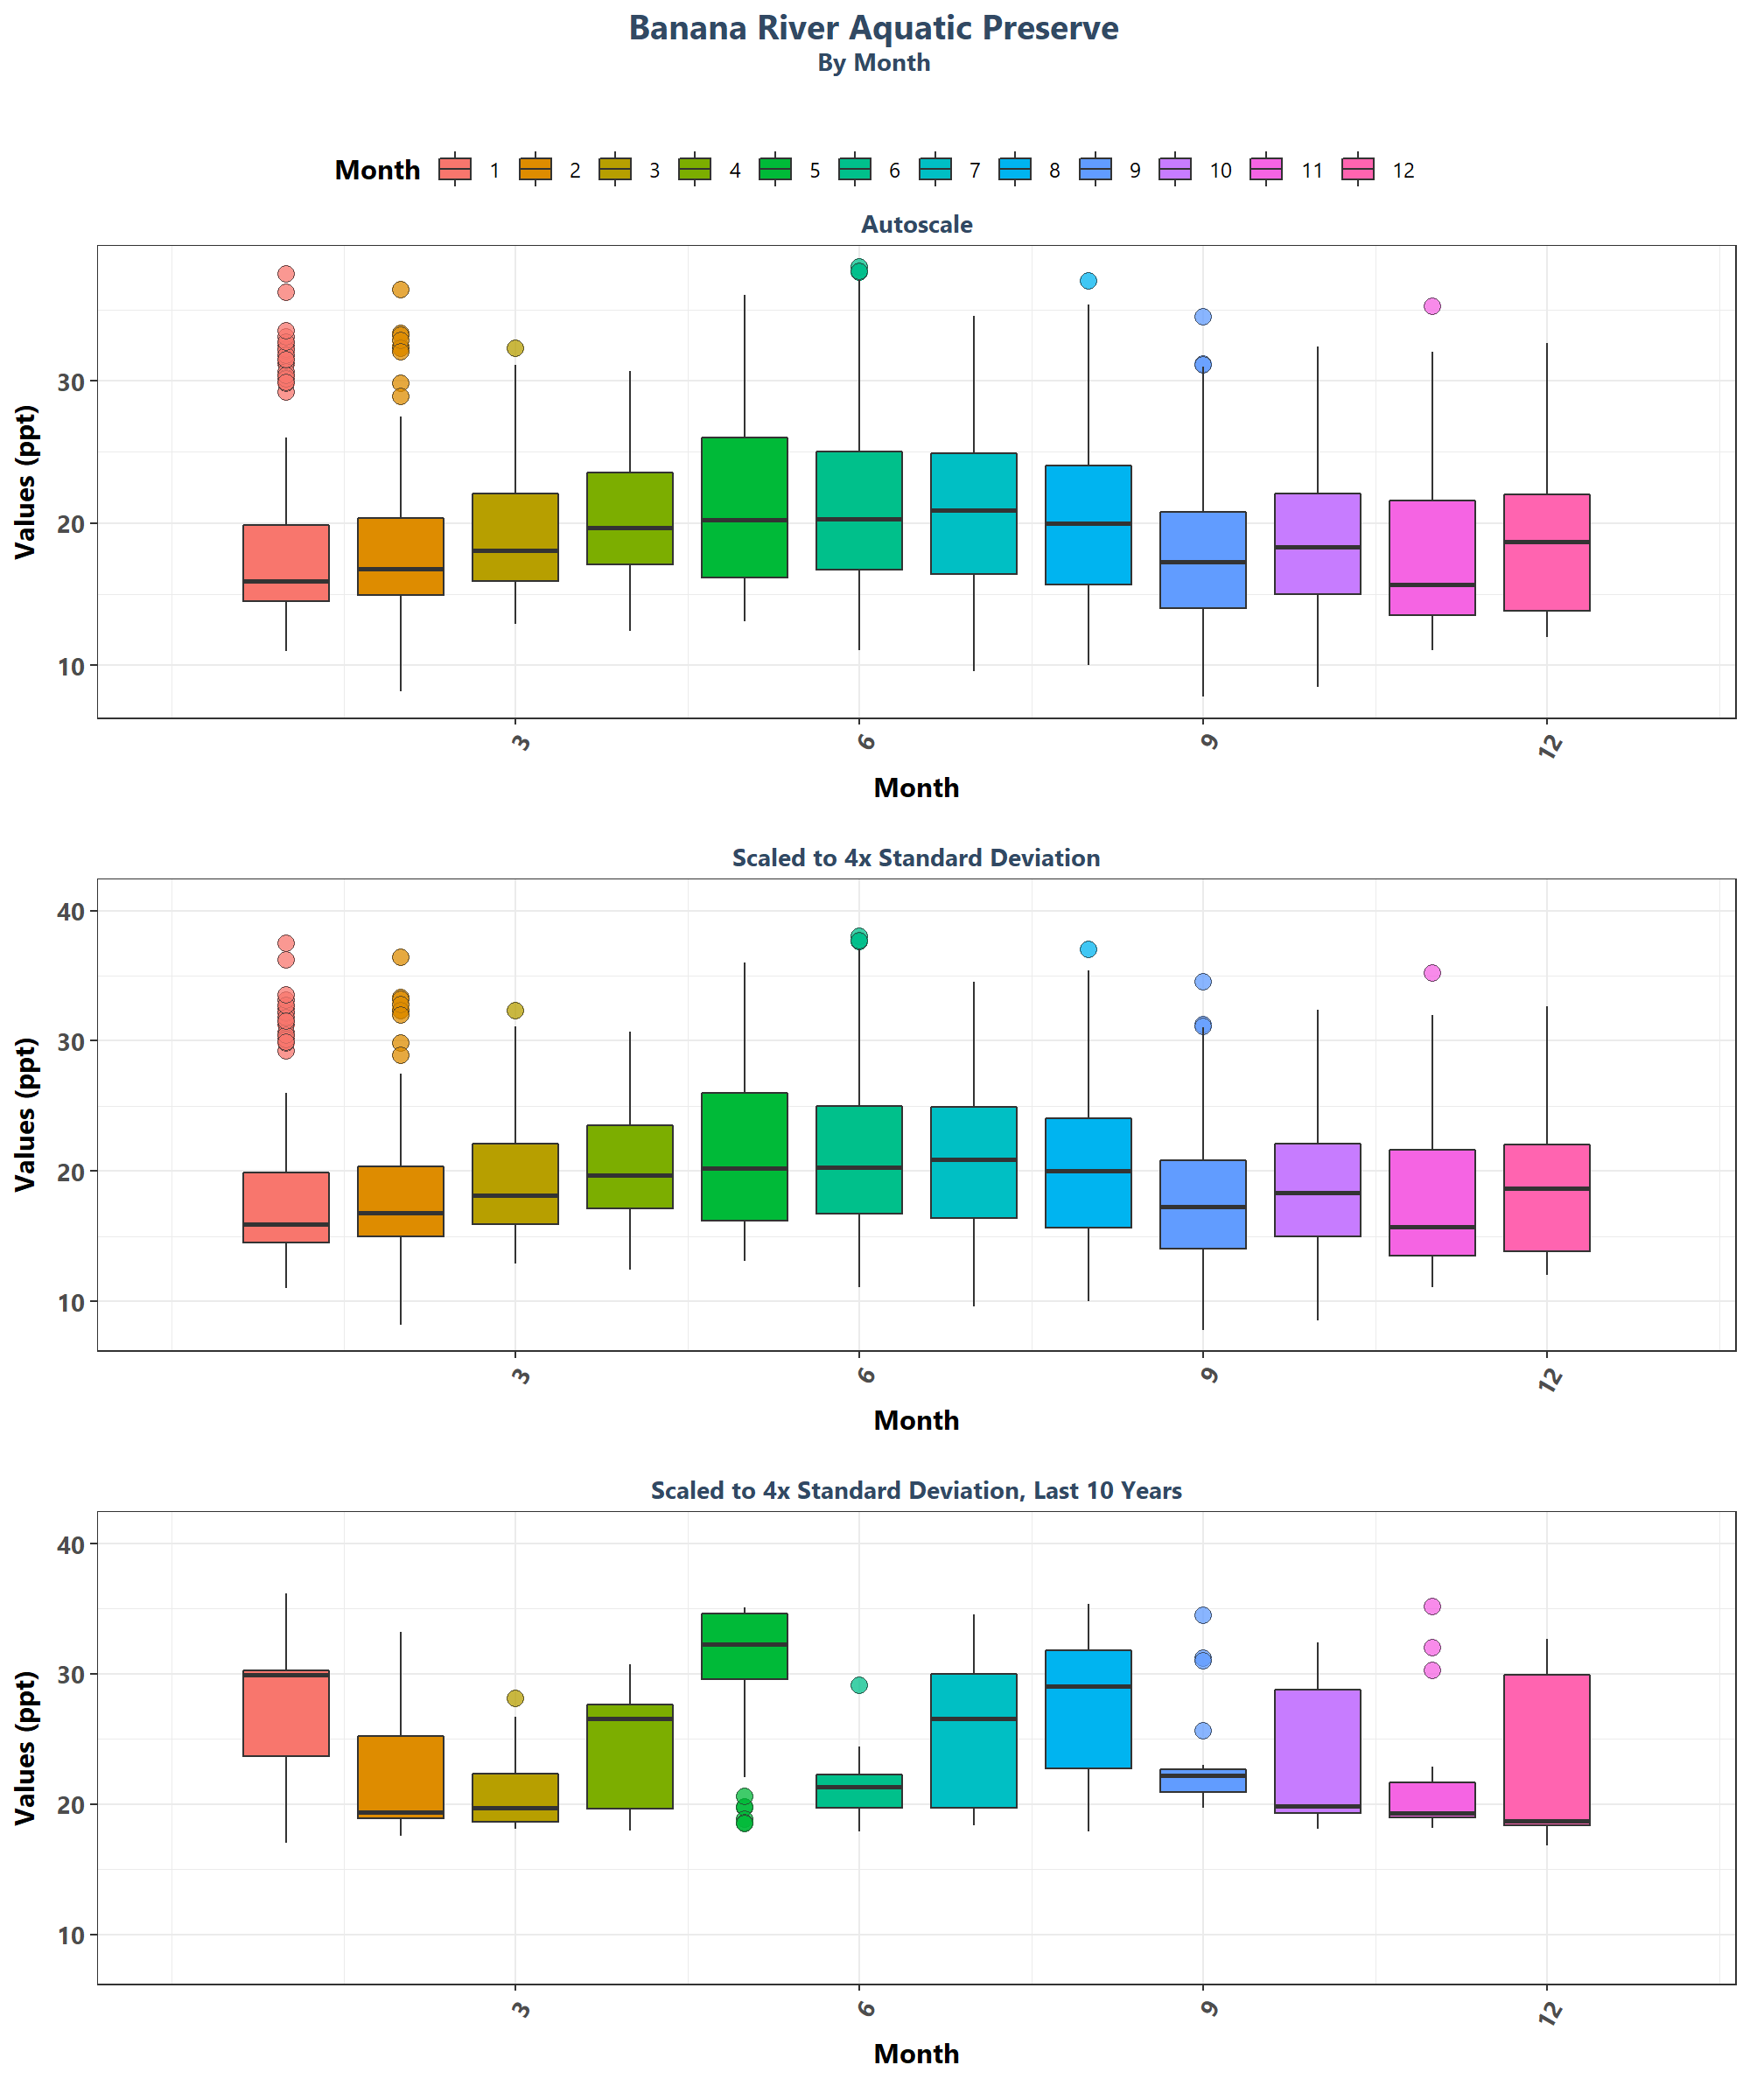 Banana River Aquatic Preserve
By Month
Month 1 2 3 4 5 6 7 8 9 10 11 12
Autoscale
Values (ppt)
30
20
10
3 6 9 12
Month
Scaled to 4x Standard Deviation
Values (ppt)
40
30
20
10
3 6 9 12
Month
Scaled to 4x Standard Deviation, Last 10 Years
Values (ppt)
40
30
20
10
3 6 9 12
Month